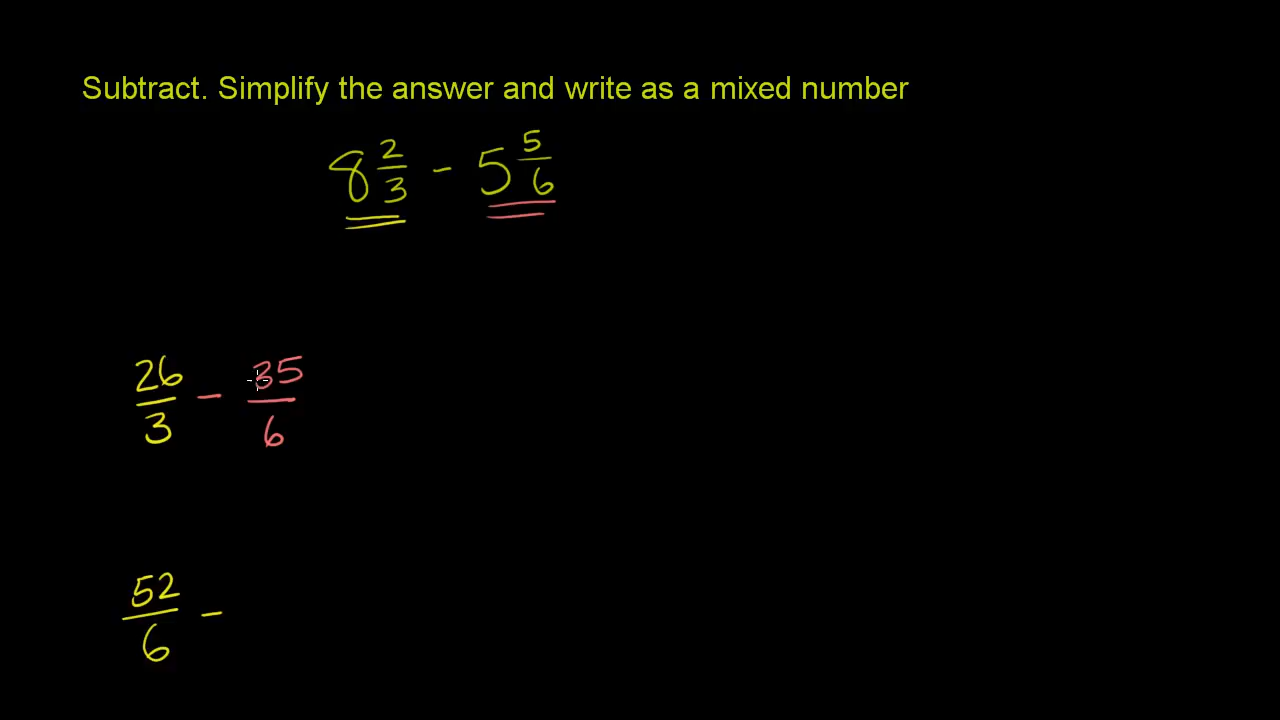 Subtract. Simplify the answer and write as a mixed number
8 2/3 - 5 5/6
26/3 - 35/6
52/6 -